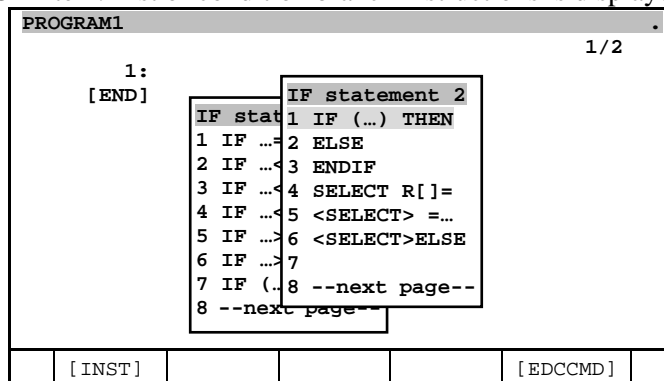 PROGRAM1
1/2
1:
[END]
IF stat
1 IF …=
2 IF …<
3 IF …<
4 IF …<
5 IF …>
6 IF …>
7 IF (…
8 --next page--
IF statement 2
1 IF (…) THEN
2 ELSE
3 ENDIF
4 SELECT R[]=
5 <SELECT> =…
6 <SELECT>ELSE
7
8 --next page--
[INST]
[EDCCMD]